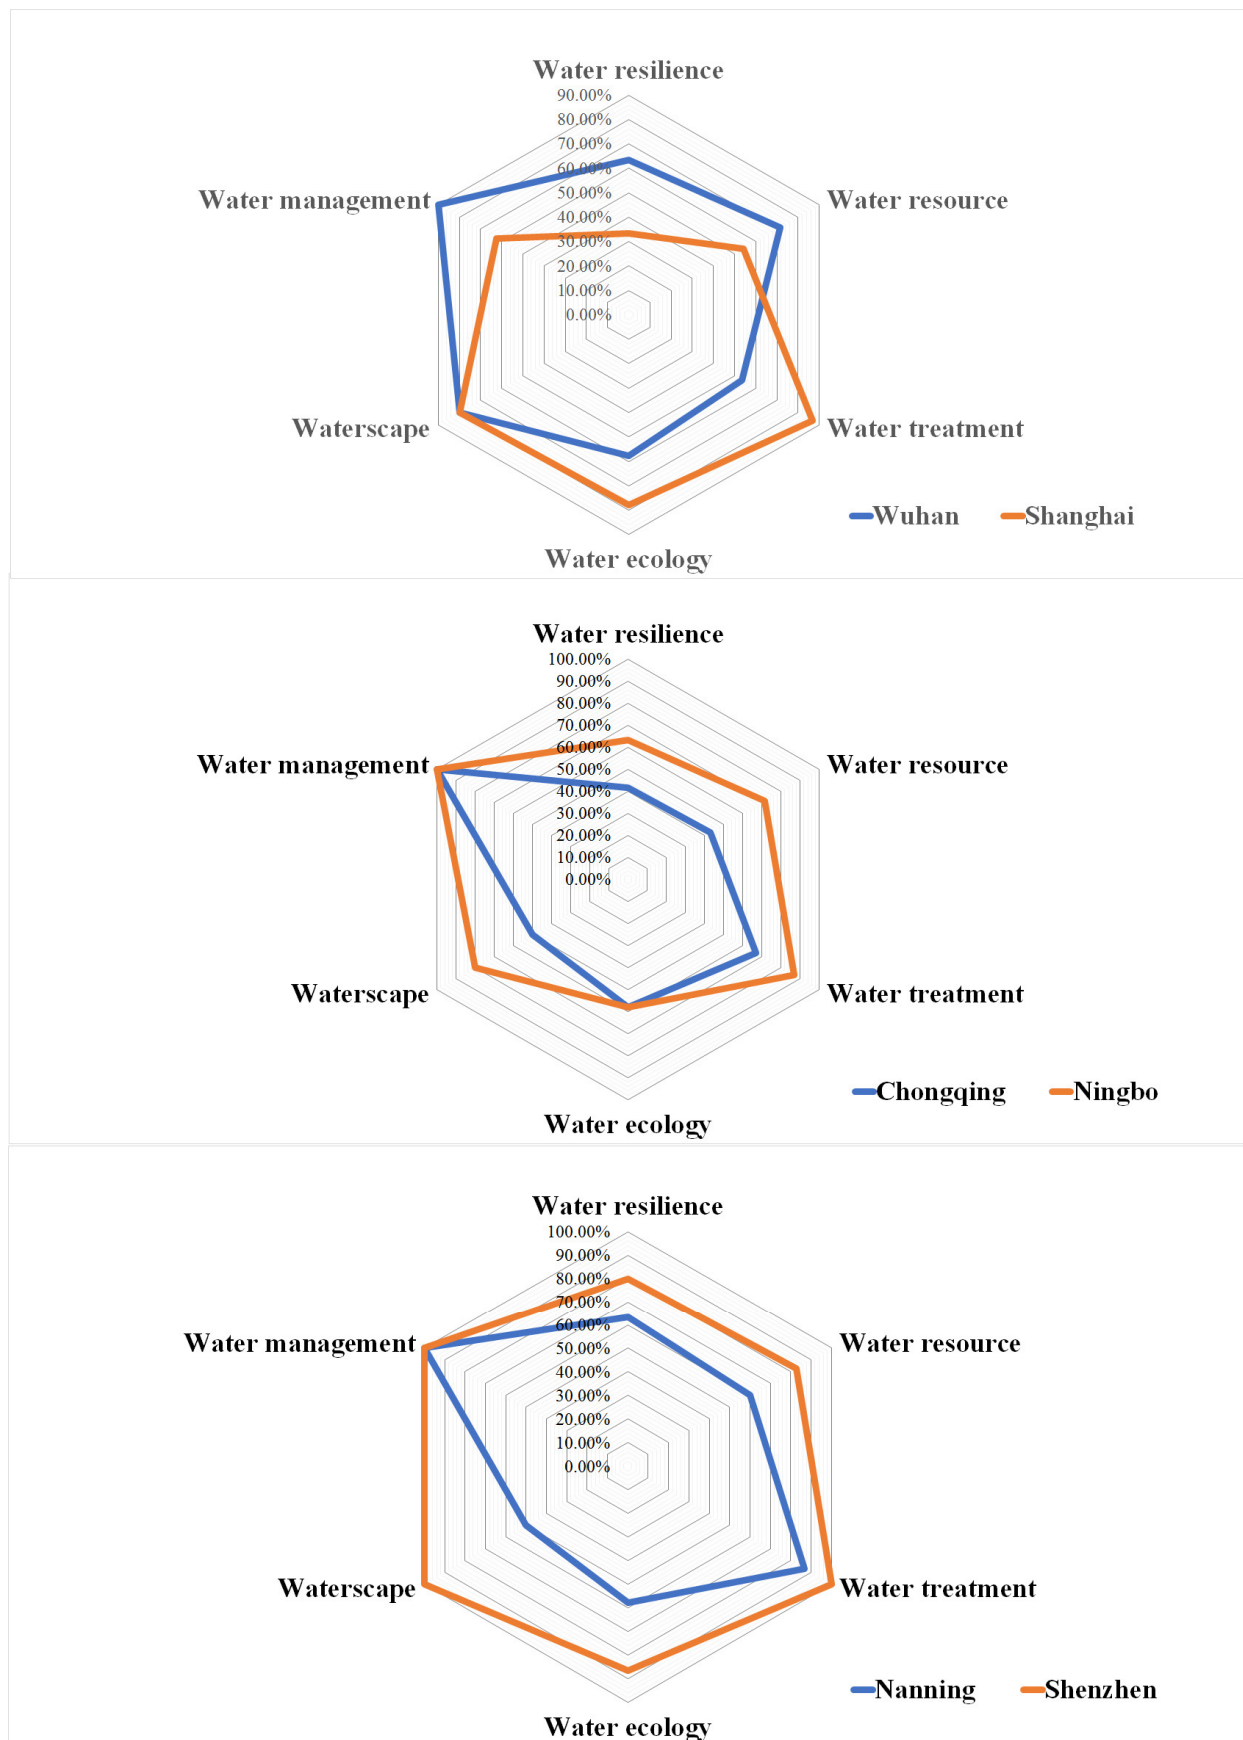 Water resilience
90.00%
80.00%
70.00%
60.00%
50.00%
40.00%
30.00%
20.00%
10.00%
0.00%
Water management
Water resource
Waterscape
Water treatment
Water ecology
Wuhan
Shanghai
Water resilience
100.00%
90.00%
80.00%
70.00%
60.00%
50.00%
40.00%
30.00%
20.00%
10.00%
0.00%
Water management
Water resource
Waterscape
Water treatment
Water ecology
Chongqing
Ningbo
Water resilience
100.00%
90.00%
80.00%
70.00%
60.00%
50.00%
40.00%
30.00%
20.00%
10.00%
0.00%
Water management
Water resource
Waterscape
Water treatment
Water ecology
Nanning
Shenzhen